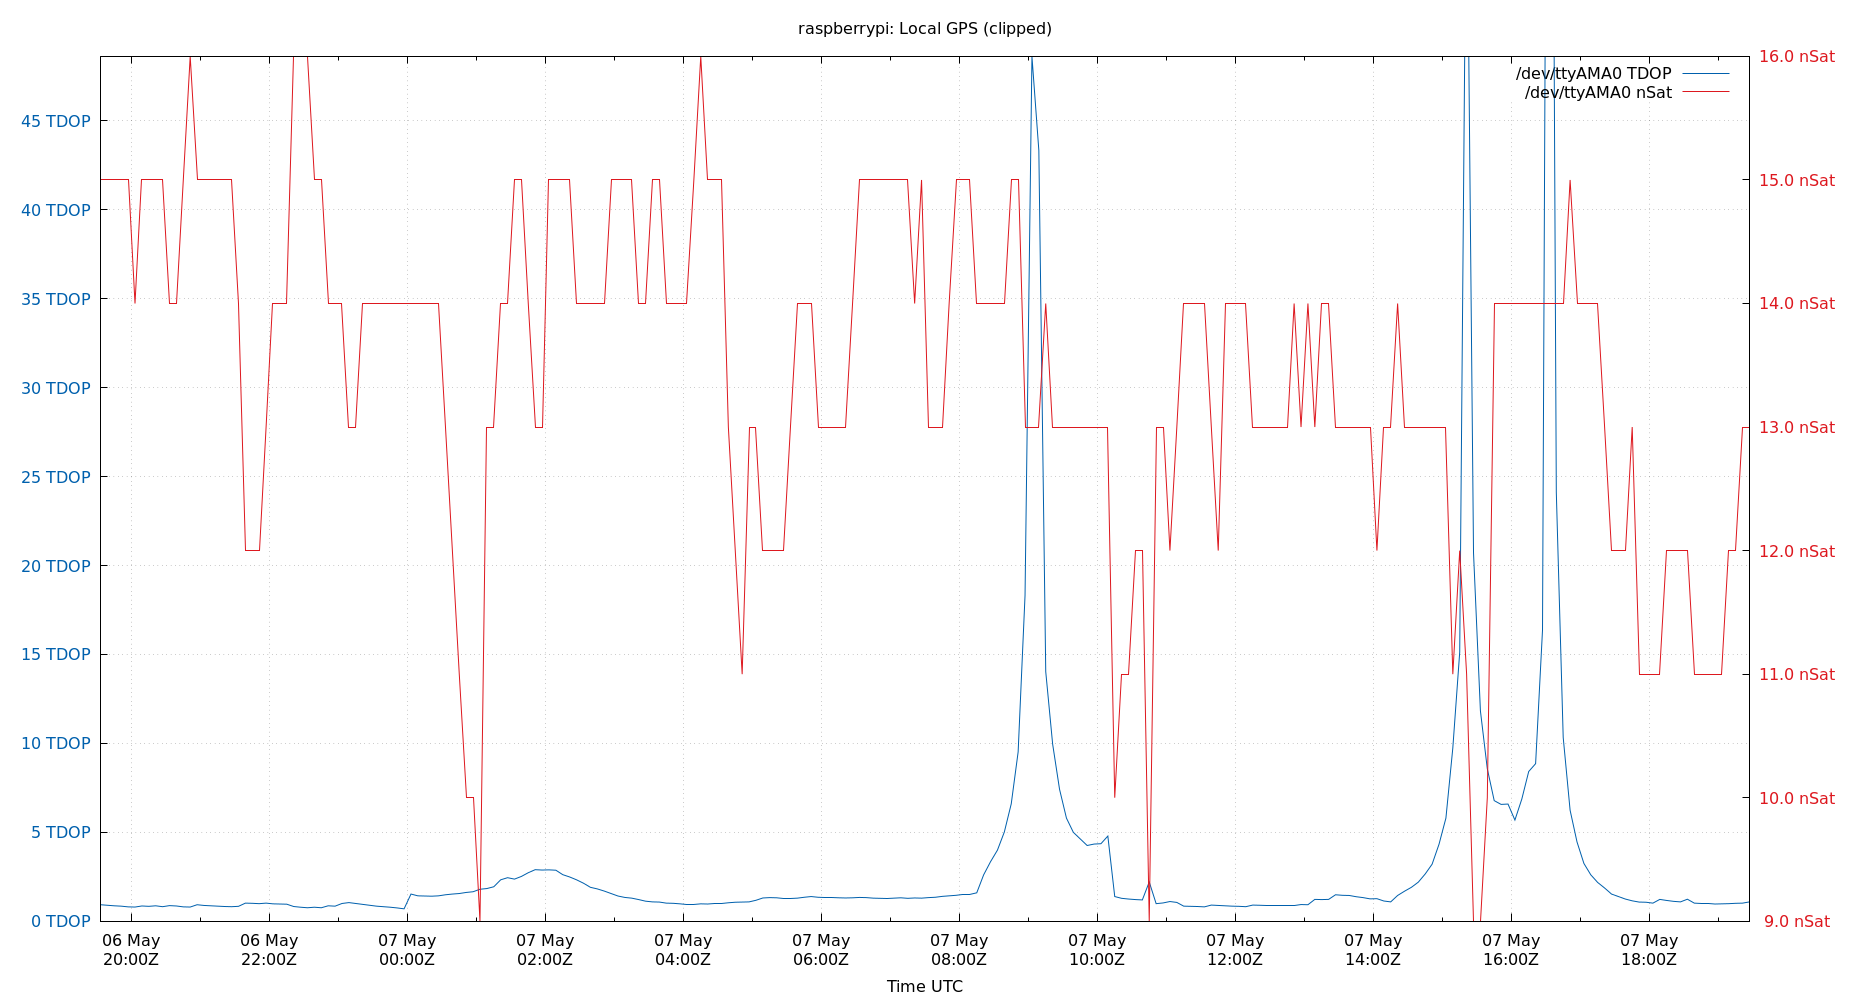 raspberrypi: Local GPS (clipped)
/dev/ttyAMA0 TDOP
/dev/ttyAMA0 nSat
45 TDOP
40 TDOP
35 TDOP
30 TDOP
25 TDOP
20 TDOP
15 TDOP
10 TDOP
5 TDOP
0 TDOP
16.0 nSat
15.0 nSat
14.0 nSat
13.0 nSat
12.0 nSat
11.0 nSat
10.0 nSat
9.0 nSat
06 May
20:00Z
06 May
22:00Z
07 May
00:00Z
07 May
02:00Z
07 May
04:00Z
07 May
06:00Z
07 May
08:00Z
07 May
10:00Z
07 May
12:00Z
07 May
14:00Z
07 May
16:00Z
07 May
18:00Z
Time UTC